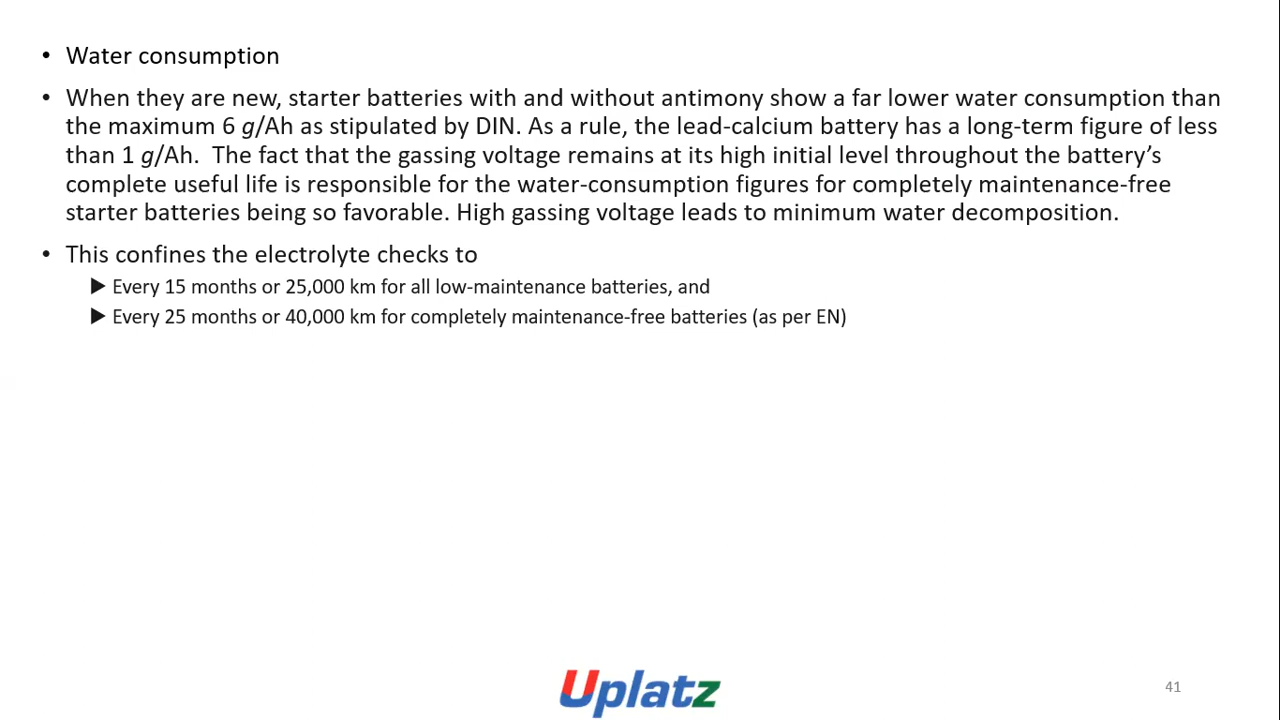 • Water consumption
• When they are new, starter batteries with and without antimony show a far lower water consumption than
the maximum 6 g/Ah as stipulated by DIN. As a rule, the lead-calcium battery has a long-term figure of less
than 1 g/Ah.  The fact that the gassing voltage remains at its high initial level throughout the battery’s
complete useful life is responsible for the water-consumption figures for completely maintenance-free
starter batteries being so favorable. High gassing voltage leads to minimum water decomposition.
• This confines the electrolyte checks to
▶ Every 15 months or 25,000 km for all low-maintenance batteries, and
▶ Every 25 months or 40,000 km for completely maintenance-free batteries (as per EN)
Uplatz
41